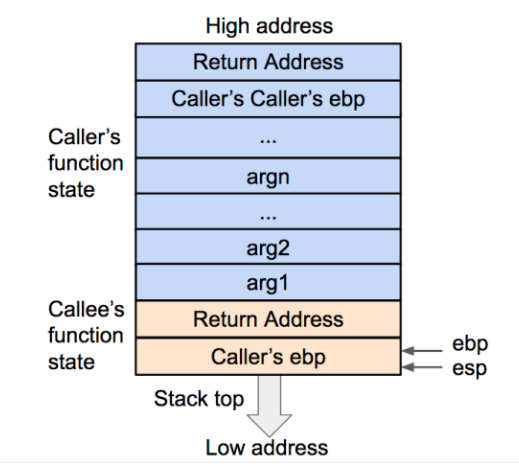 High address
Return Address
Caller's Caller's ebp
...
Caller's
function
state
argn
...
arg2
arg1
Callee's
function
state
Return Address
Caller's ebp
ebp
esp
Stack top
Low address